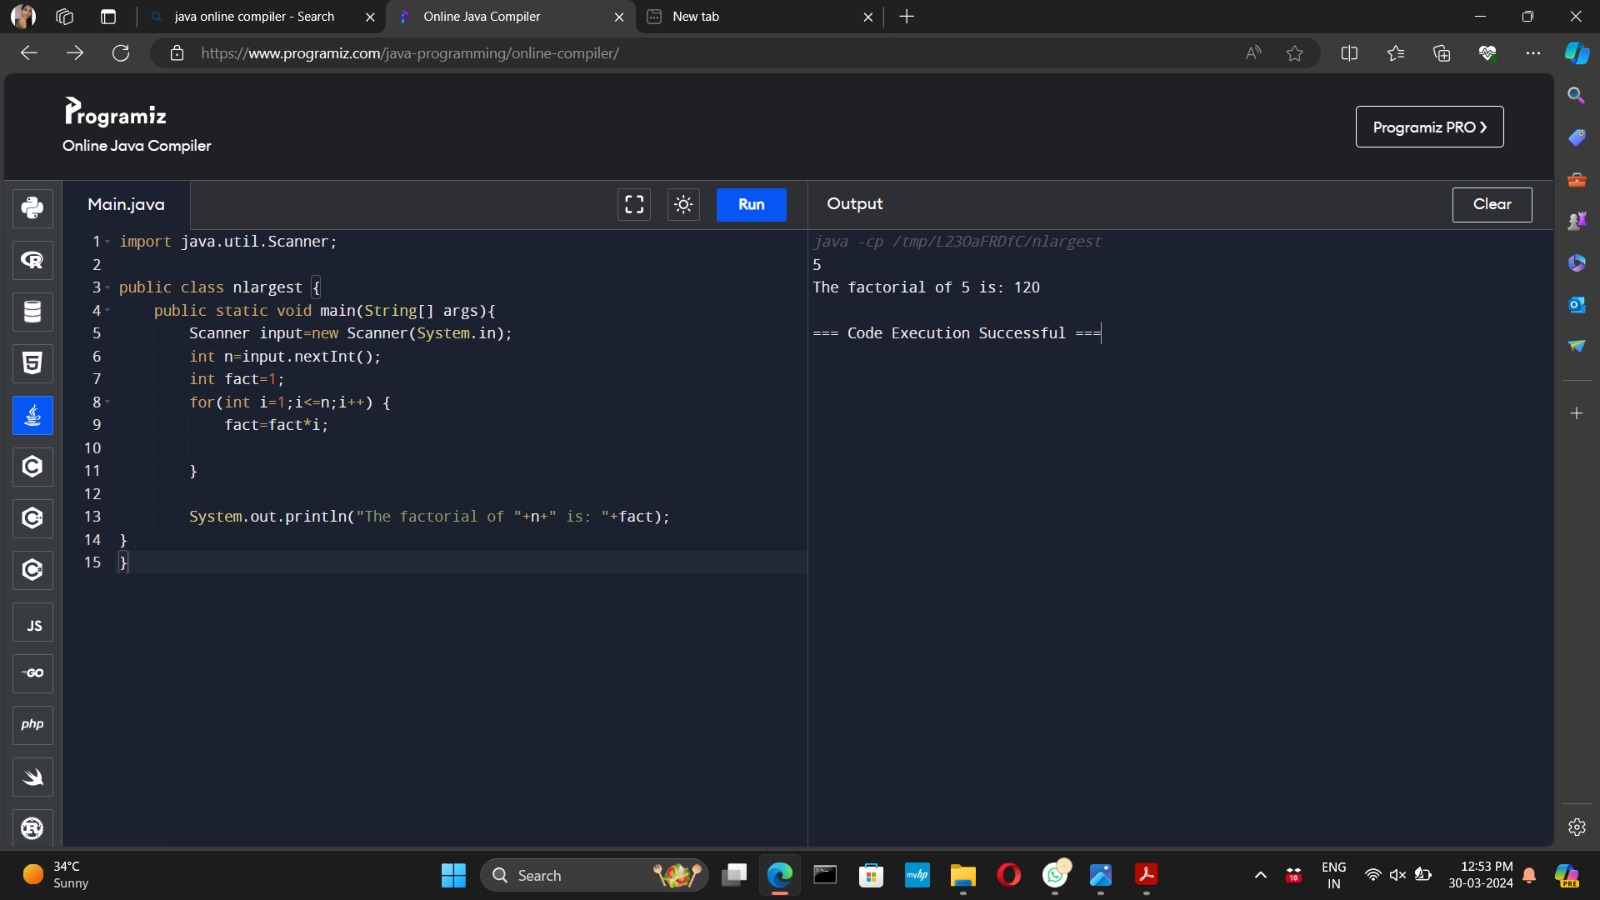 java online compiler - Search
Online Java Compiler
New tab
https://www.programiz.com/java-programming/online-compiler/
Programiz
Online Java Compiler
Programiz PRO
Main.java
Run
Output
Clear
1 import java.util.Scanner;
2
3 public class nlargest {
4 public static void main(String[] args){
5 Scanner input=new Scanner(System.in);
6 int n=input.nextInt();
7 int fact=1;
8 for(int i=1;i<=n;i++) {
9 fact=fact*i;
10
11 }
12
13 System.out.println("The factorial of "+n+" is: "+fact);
14 }
15 }
java -cp /tmp/L23OaFRDfC/nlargest
5
The factorial of 5 is: 120
=== Code Execution Successful ===
JS
GO
php
34°C
Sunny
Search
myhp
10
ENG
IN
12:53 PM
30-03-2024
PRE